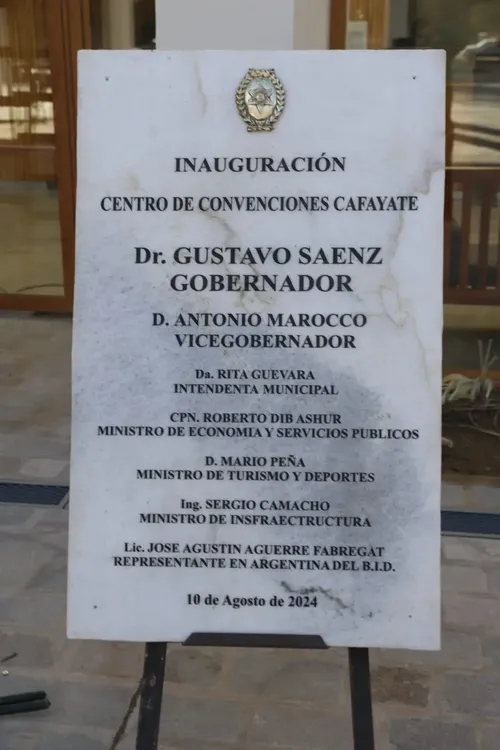 INAUGURACIÓN
CENTRO DE CONVENCIONES CAFAYATE
Dr. GUSTAVO SAENZ
GOBERNADOR
D. ANTONIO MAROCCO
VICEGOBERNADOR
Da. RITA GUEVARA
INTENDENTA MUNICIPAL
CPN. ROBERTO DIB ASHUR
MINISTRO DE ECONOMIA Y SERVICIOS PUBLICOS
D. MARIO PEÑA
MINISTRO DE TURISMO Y DEPORTES
Ing. SERGIO CAMACHO
MINISTRO DE INSFRAECTRUCTURA
Lic. JOSE AGUSTIN AGUERRE FABREGAT
REPRESENTANTE EN ARGENTINA DEL B.I.D.
10 de Agosto de 2024